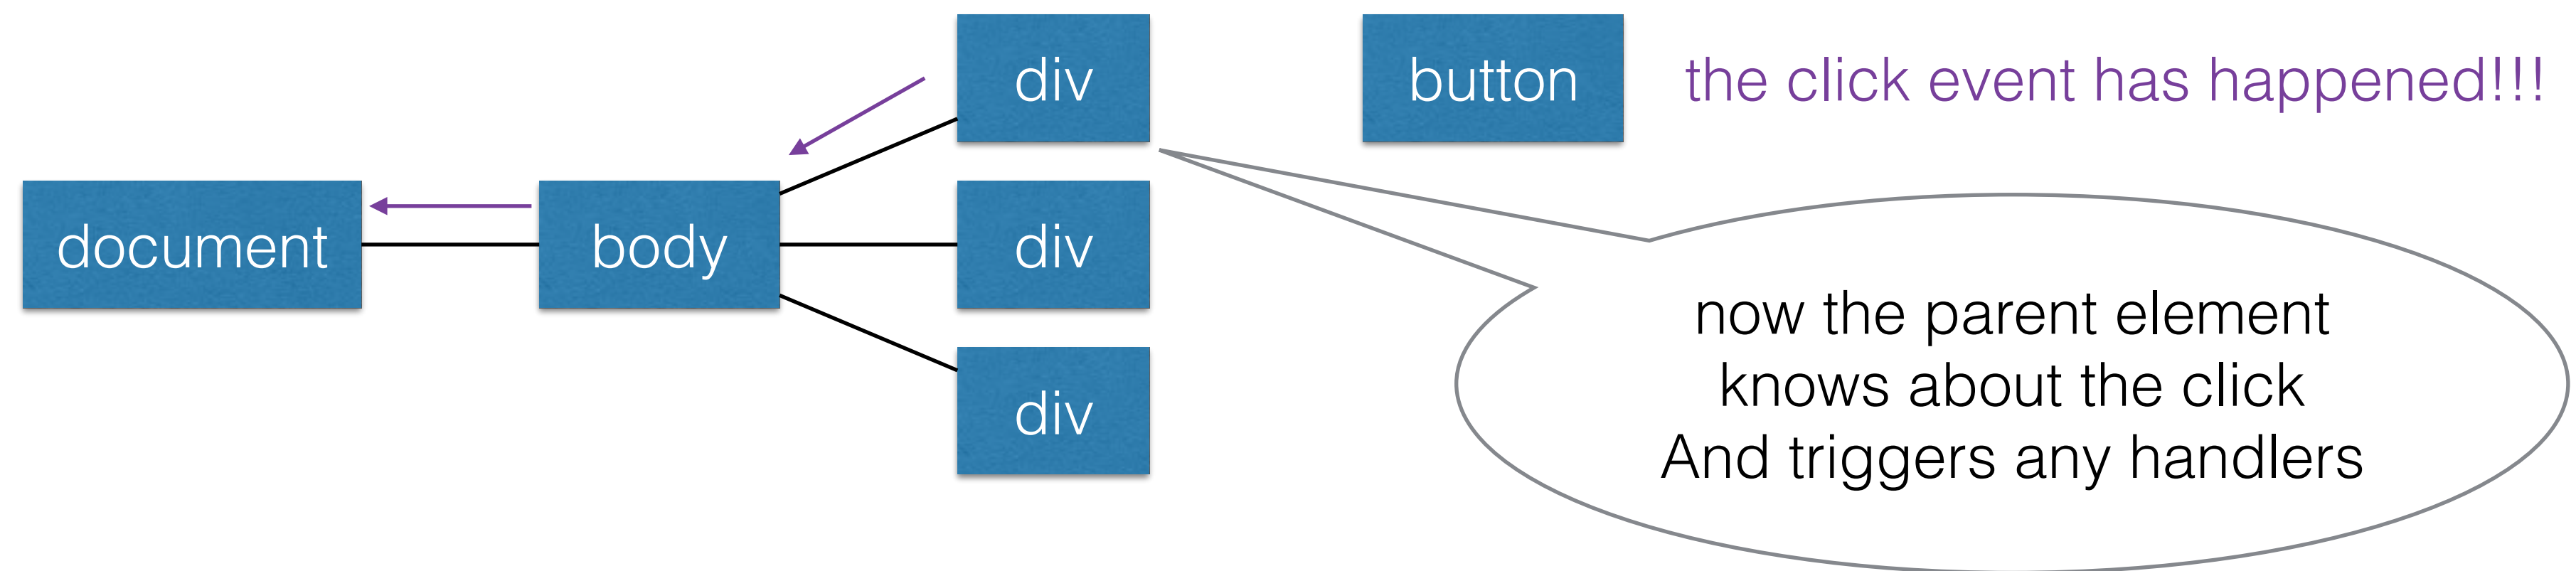 div
button
the click event has happened!!!
document
body
div
div
now the parent element
knows about the click
And triggers any handlers